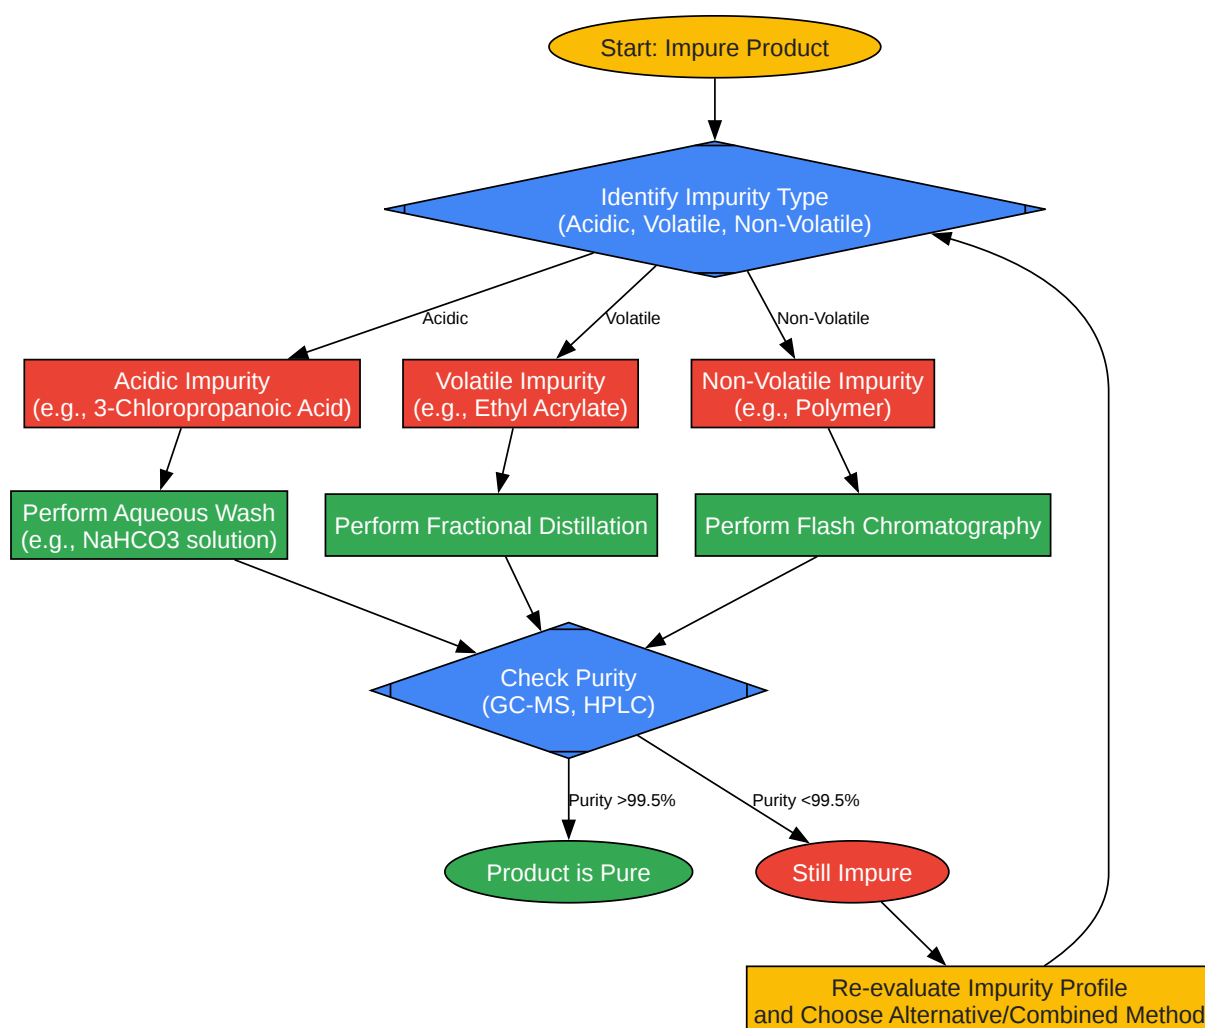 Start: Impure Product
Identify Impurity Type
(Acidic, Volatile, Non-Volatile)
Acidic
Volatile
Non-Volatile
Acidic Impurity
(e.g., 3-Chloropropanoic Acid)
Volatile Impurity
(e.g., Ethyl Acrylate)
Non-Volatile Impurity
(e.g., Polymer)
Perform Aqueous Wash
(e.g., NaHCO3 solution)
Perform Fractional Distillation
Perform Flash Chromatography
Check Purity
(GC-MS, HPLC)
Purity >99.5%
Purity <99.5%
Product is Pure
Still Impure
Re-evaluate Impurity Profile
and Choose Alternative/Combined Method